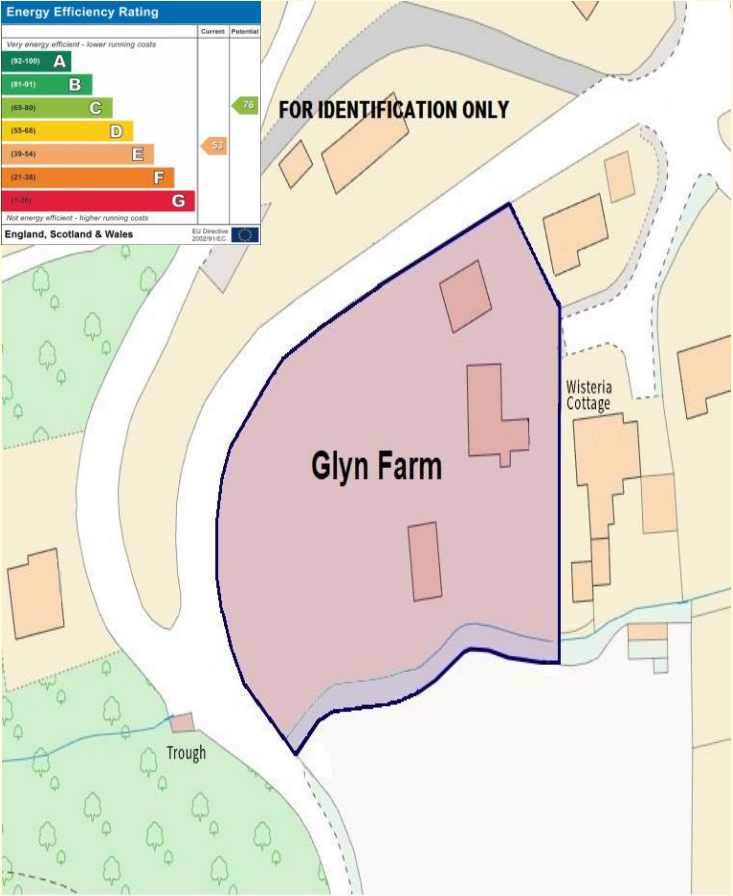 Energy Efficiency Rating
Current Potential
Very energy efficient - lower running costs
(92-100) A
(81-91) B
(69-80) C
76
(55-68) D
(39-54) E
53
(21-38) F
(1-20) G
Not energy efficient - higher running costs
England, Scotland & Wales
EU Directive
2002/91/EC
FOR IDENTIFICATION ONLY
Wisteria
Cottage
Glyn Farm
Trough